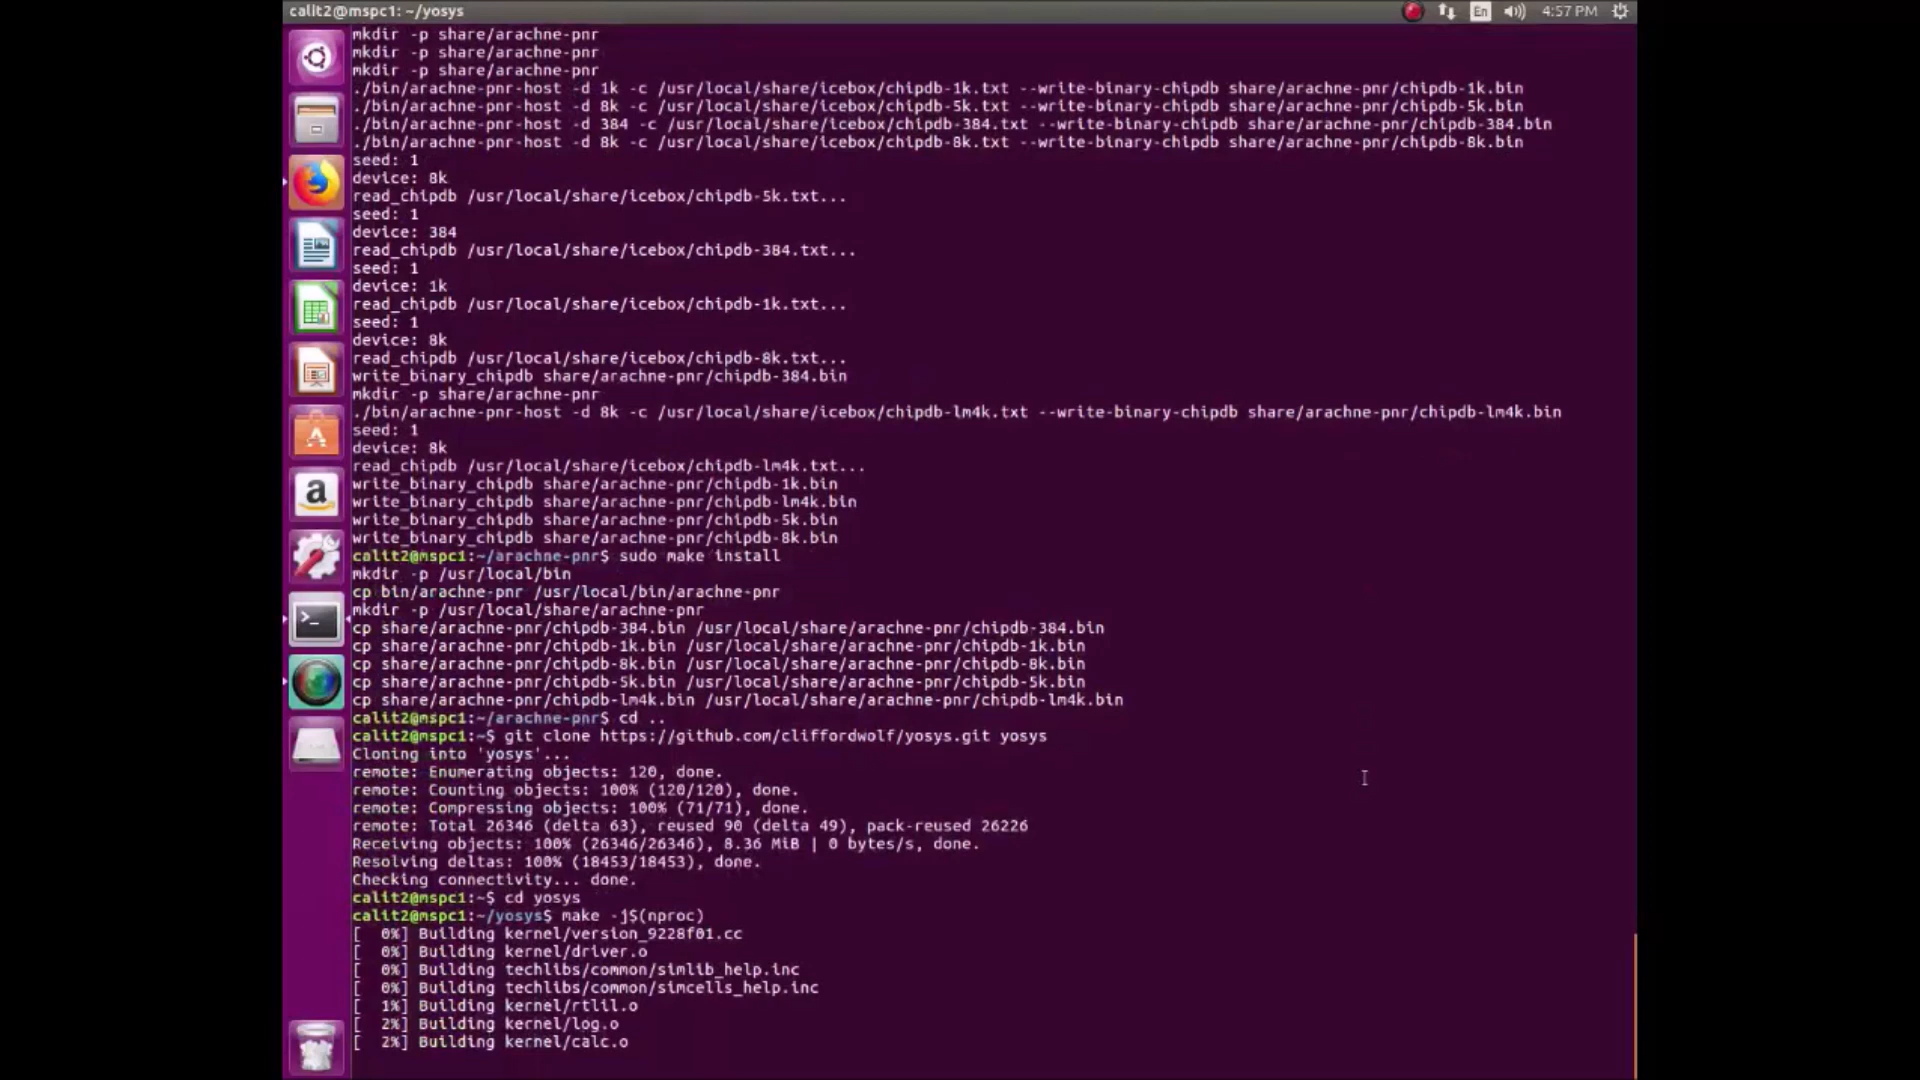 calit2@mspc1: ~/yosys
En
4:57 PM
mkdir -p share/arachne-pnr
mkdir -p share/arachne-pnr
mkdir -p share/arachne-pnr
./bin/arachne-pnr-host -d 1k -c /usr/local/share/icebox/chipdb-1k.txt --write-binary-chipdb share/arachne-pnr/chipdb-1k.bin
./bin/arachne-pnr-host -d 8k -c /usr/local/share/icebox/chipdb-5k.txt --write-binary-chipdb share/arachne-pnr/chipdb-5k.bin
./bin/arachne-pnr-host -d 384 -c /usr/local/share/icebox/chipdb-384.txt --write-binary-chipdb share/arachne-pnr/chipdb-384.bin
./bin/arachne-pnr-host -d 8k -c /usr/local/share/icebox/chipdb-8k.txt --write-binary-chipdb share/arachne-pnr/chipdb-8k.bin
seed: 1
device: 8k
read_chipdb /usr/local/share/icebox/chipdb-5k.txt...
seed: 1
device: 384
read_chipdb /usr/local/share/icebox/chipdb-384.txt...
seed: 1
device: 1k
read_chipdb /usr/local/share/icebox/chipdb-1k.txt...
seed: 1
device: 8k
read_chipdb /usr/local/share/icebox/chipdb-8k.txt...
write_binary_chipdb share/arachne-pnr/chipdb-384.bin
mkdir -p share/arachne-pnr
./bin/arachne-pnr-host -d 8k -c /usr/local/share/icebox/chipdb-lm4k.txt --write-binary-chipdb share/arachne-pnr/chipdb-lm4k.bin
seed: 1
device: 8k
read_chipdb /usr/local/share/icebox/chipdb-lm4k.txt...
write_binary_chipdb share/arachne-pnr/chipdb-1k.bin
write_binary_chipdb share/arachne-pnr/chipdb-lm4k.bin
write_binary_chipdb share/arachne-pnr/chipdb-5k.bin
write_binary_chipdb share/arachne-pnr/chipdb-8k.bin
calit2@mspc1:~/arachne-pnr$ sudo make install
mkdir -p /usr/local/bin
cp bin/arachne-pnr /usr/local/bin/arachne-pnr
mkdir -p /usr/local/share/arachne-pnr
cp share/arachne-pnr/chipdb-384.bin /usr/local/share/arachne-pnr/chipdb-384.bin
cp share/arachne-pnr/chipdb-1k.bin /usr/local/share/arachne-pnr/chipdb-1k.bin
cp share/arachne-pnr/chipdb-8k.bin /usr/local/share/arachne-pnr/chipdb-8k.bin
cp share/arachne-pnr/chipdb-5k.bin /usr/local/share/arachne-pnr/chipdb-5k.bin
cp share/arachne-pnr/chipdb-lm4k.bin /usr/local/share/arachne-pnr/chipdb-lm4k.bin
calit2@mspc1:~/arachne-pnr$ cd ..
calit2@mspc1:~$ git clone https://github.com/cliffordwolf/yosys.git yosys
Cloning into 'yosys'...
remote: Enumerating objects: 120, done.
remote: Counting objects: 100% (120/120), done.
remote: Compressing objects: 100% (71/71), done.
remote: Total 26346 (delta 63), reused 90 (delta 49), pack-reused 26226
Receiving objects: 100% (26346/26346), 8.36 MiB | 0 bytes/s, done.
Resolving deltas: 100% (18453/18453), done.
Checking connectivity... done.
calit2@mspc1:~$ cd yosys
calit2@mspc1:~/yosys$ make -j$(nproc)
[  0%] Building kernel/version_9228f01.cc
[  0%] Building kernel/driver.o
[  0%] Building techlibs/common/simlib_help.inc
[  0%] Building techlibs/common/simcells_help.inc
[  1%] Building kernel/rtlil.o
[  2%] Building kernel/log.o
[  2%] Building kernel/calc.o